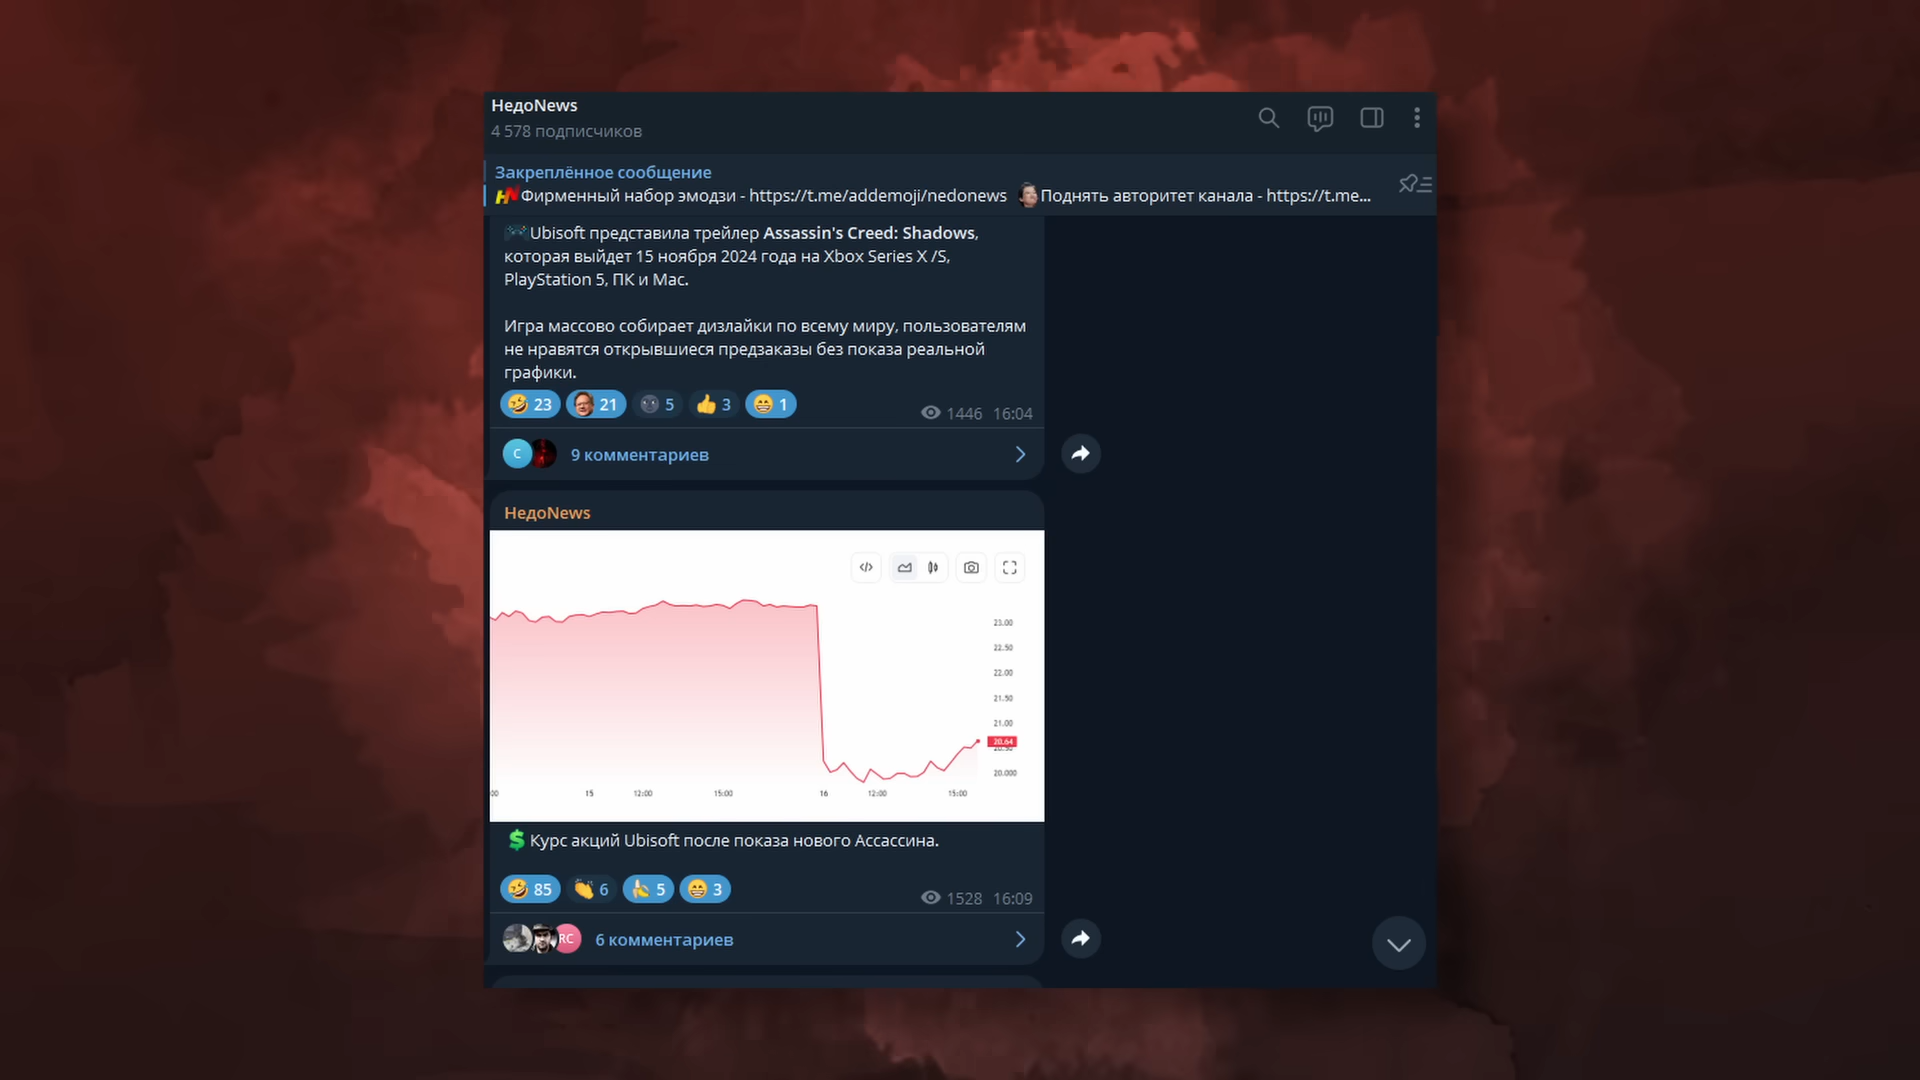 НедоNews
4 578 подписчиков
Закреплённое сообщение
Фирменный набор эмодзи - https://t.me/addemoji/nedonews Поднять авторитет канала - https://t.me...
Ubisoft представила трейлер Assassin's Creed: Shadows,
которая выйдет 15 ноября 2024 года на Xbox Series X /S,
PlayStation 5, ПК и Mac.
Игра массово собирает дизлайки по всему миру, пользователям
не нравятся открывшиеся предзаказы без показа реальной
графики.
23 21 5 3 1 1446 16:04
C 9 комментариев
НедоNews
23.00
22.50
22.00
21.50
21.00
20.64
20.000
00 15 12:00 15:00 16 12:00 15:00
Курс акций Ubisoft после показа нового Ассассина.
85 6 5 3 1528 16:09
RC 6 комментариев